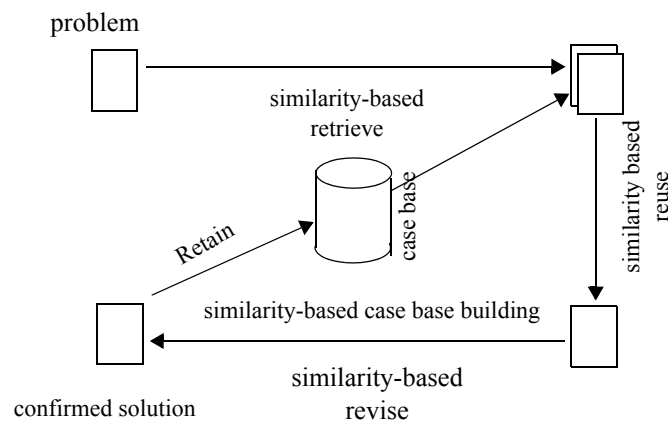 problem
similarity-based
retrieve
similarity based
reuse
case base
Retain
similarity-based case base building
similarity-based
revise
confirmed solution